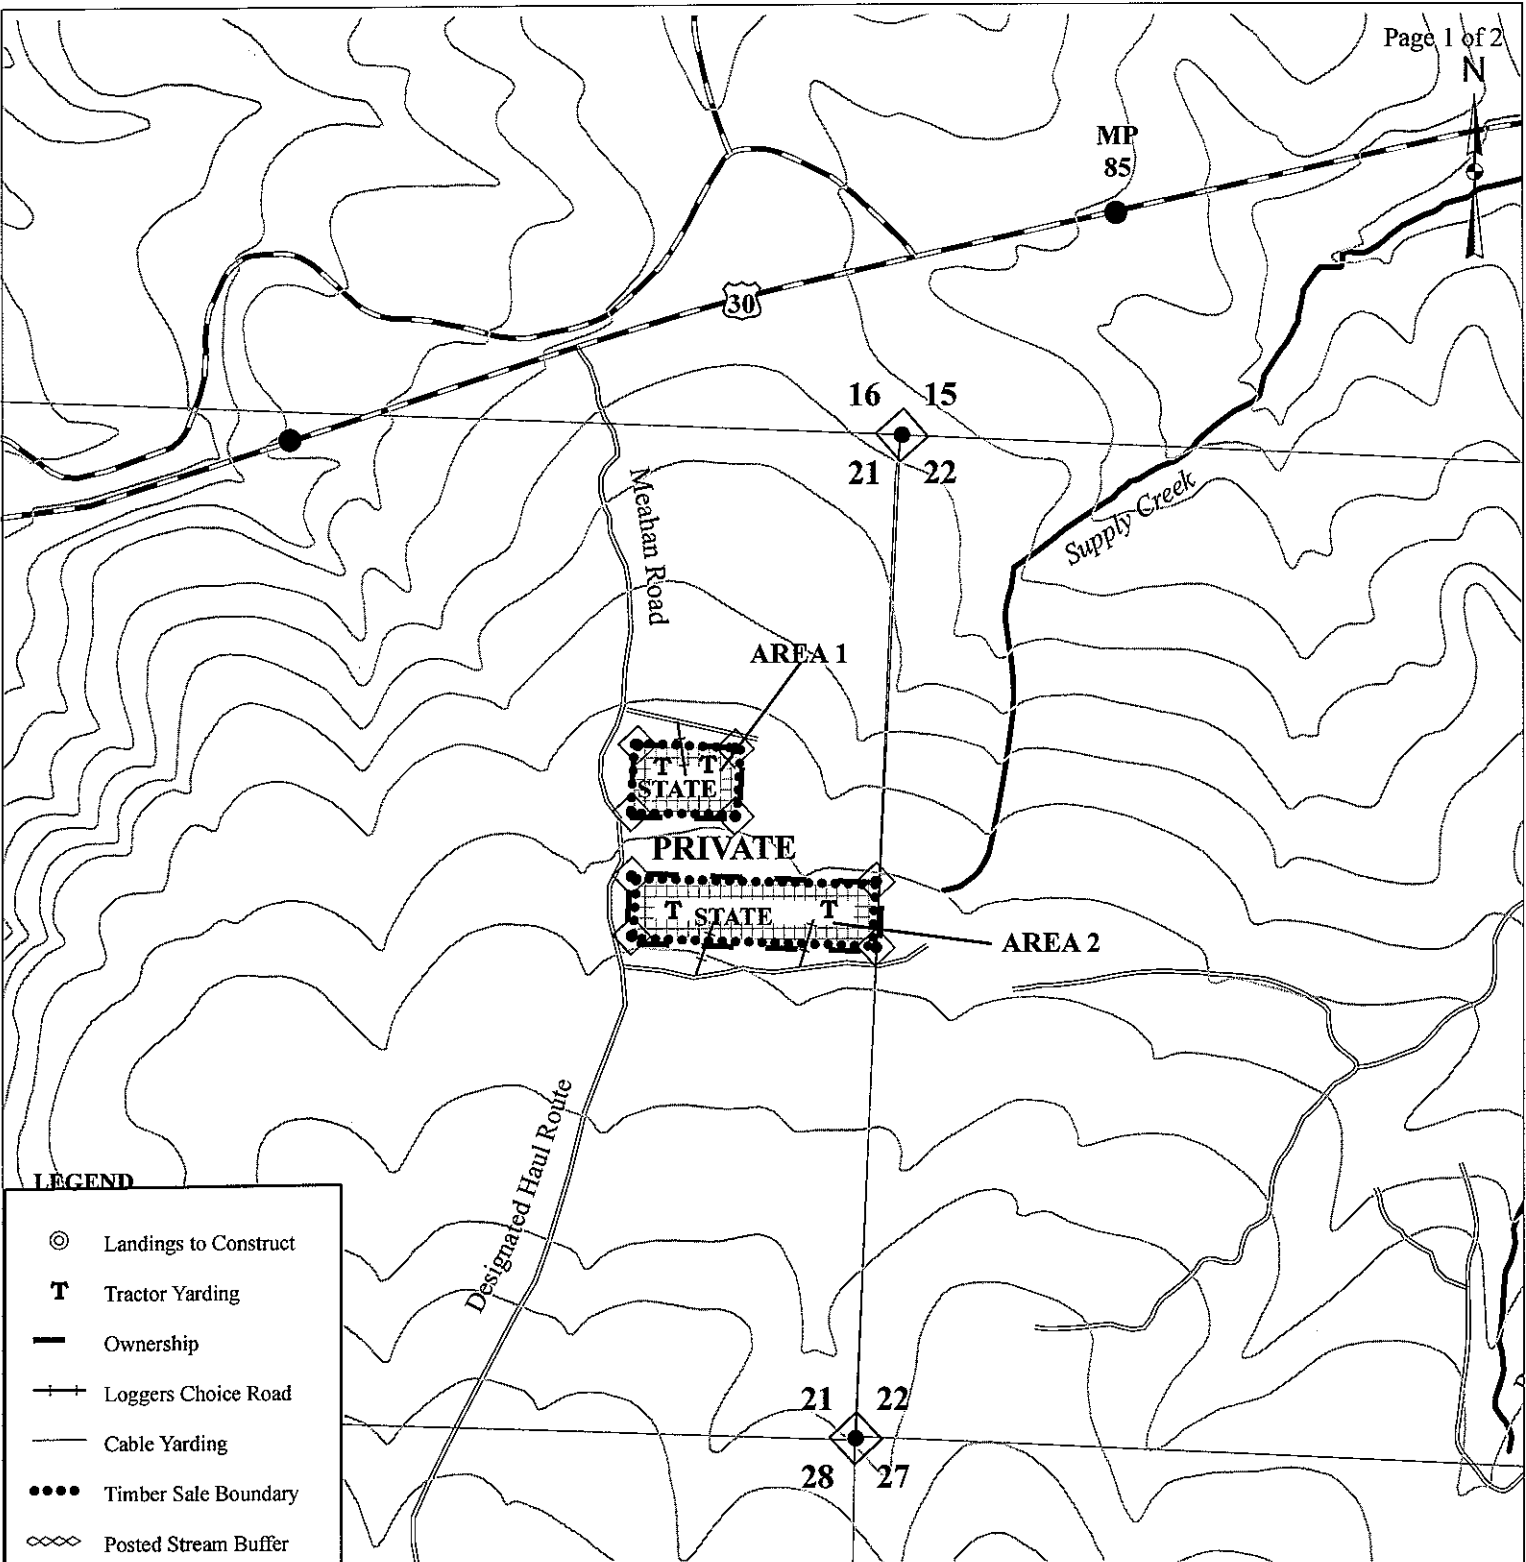 Page 1 of 2
N
MP
85
30
16 15
21 22
Supply Creek
Meahan Road
AREA 1
T T
STATE
PRIVATE
T STATE T
AREA 2
Designated Haul Route
LEGEND
Landings to Construct
T Tractor Yarding
Ownership
Loggers Choice Road
Cable Yarding
Timber Sale Boundary
Posted Stream Buffer
21 22
28 27